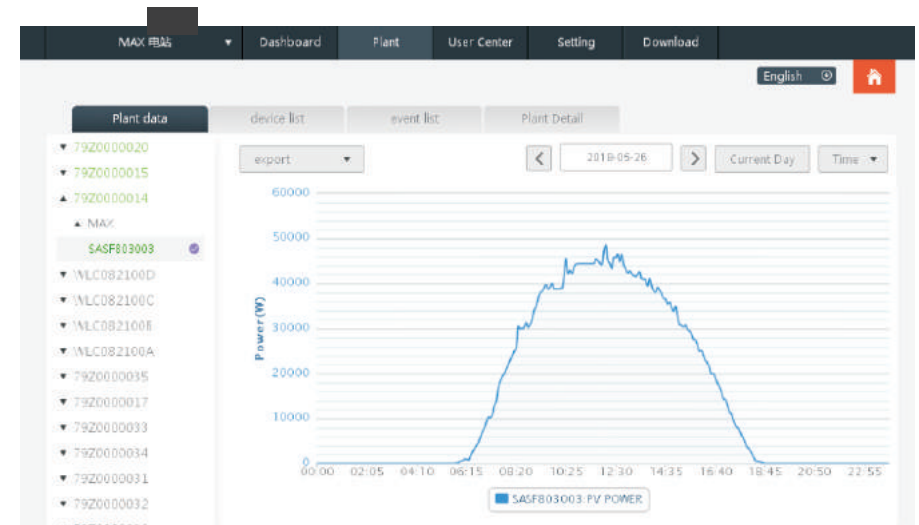 MAX 电站 Dashboard Plant User Center Setting Download
English
Plant data device list event list Plant Detail
79Z0000020
79Z0000015
79Z0000014
MAX
SASF803003
WLC082100D
WLC082100C
WLC082100A
79Z0000035
79Z0000017
79Z0000033
79Z0000034
79Z0000031
79Z0000032
export 2018-05-26 Current Day Time
60000
50000
40000
30000
20000
10000
0
Power(W)
00:00 02:05 04:10 06:15 08:20 10:25 12:30 14:35 16:40 18:45 20:50 22:55
SASF803003:PV POWER